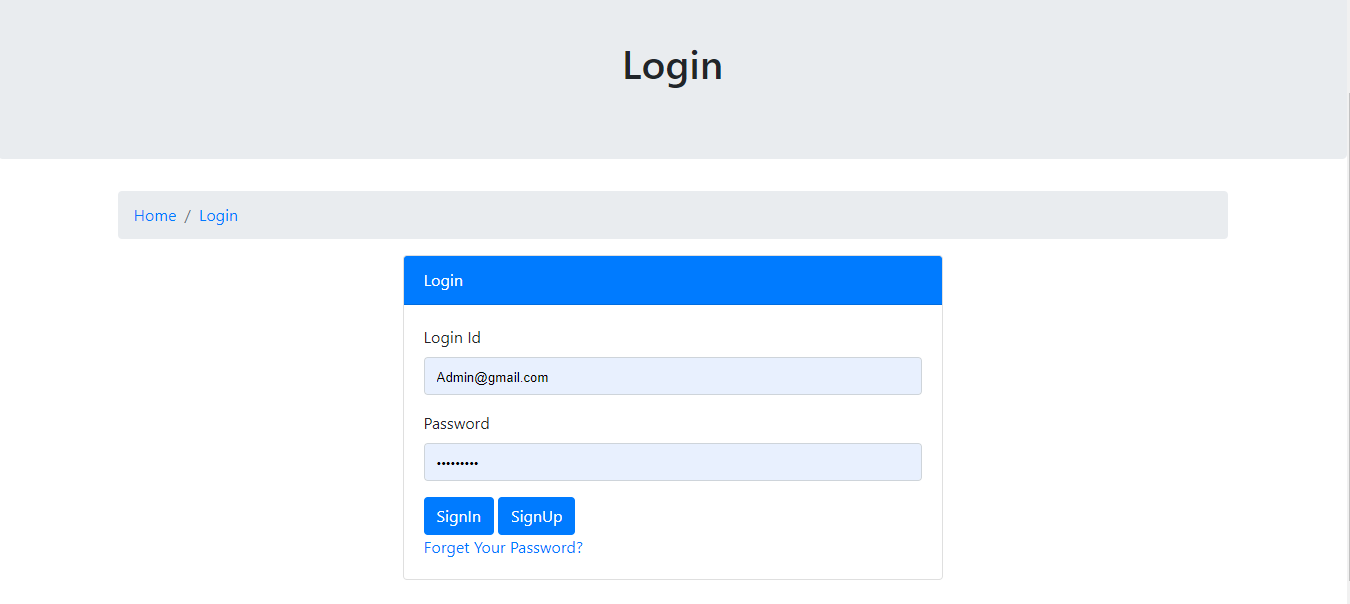 Login
Home / Login
Login
Login Id
Admin@gmail.com
Password
•••••••••
SignIn SignUp
Forget Your Password?